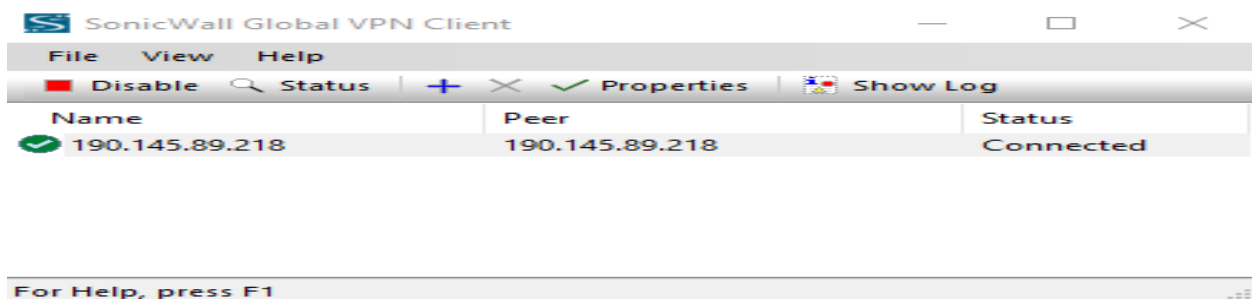 SonicWall Global VPN Client
File View Help
Disable Status Properties Show Log
Name Peer Status
190.145.89.218 190.145.89.218 Connected
For Help, press F1